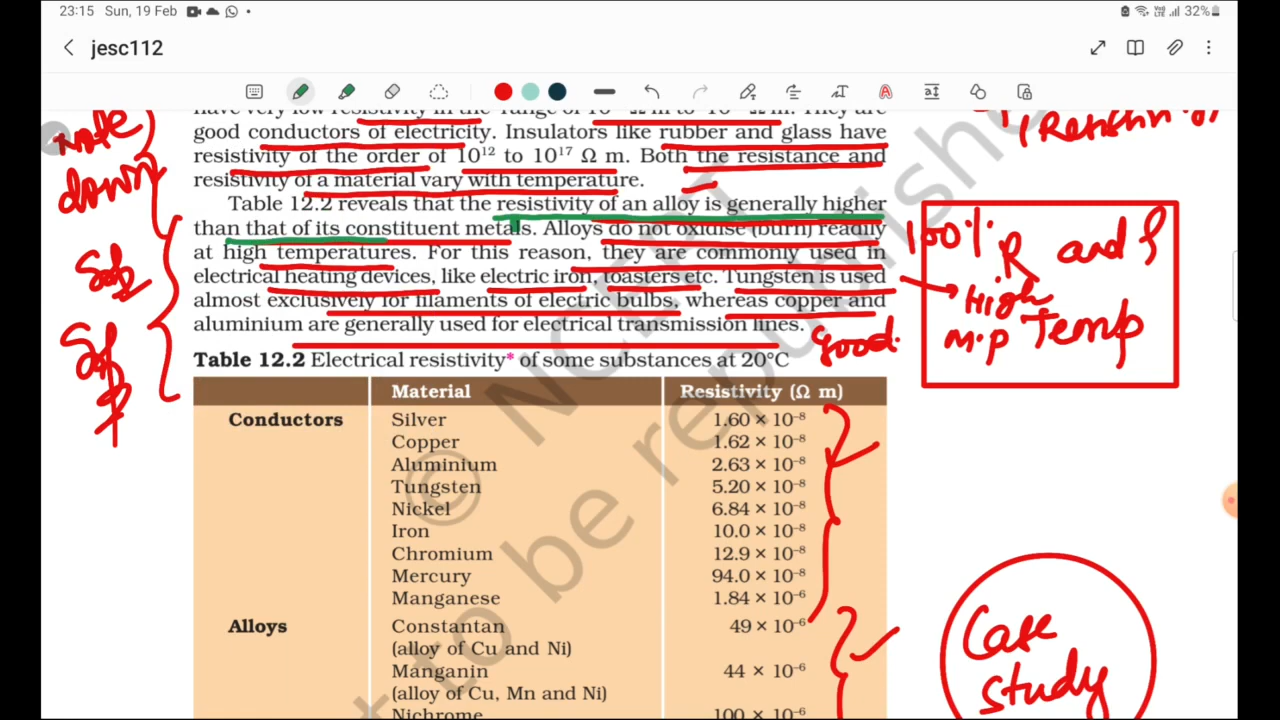 23:15 Sun, 19 Feb
32%
jesc112
good conductors of electricity. Insulators like rubber and glass have
resistivity of the order of 10¹² to 10¹⁷ Ω m. Both the resistance and
resistivity of a material vary with temperature.
Table 12.2 reveals that the resistivity of an alloy is generally higher
than that of its constituent metals. Alloys do not oxidise (burn) readily
at high temperatures. For this reason, they are commonly used in
electrical heating devices, like electric iron, toasters etc. Tungsten is used
almost exclusively for filaments of electric bulbs, whereas copper and
aluminium are generally used for electrical transmission lines.
good
Note
down
100% R and ρ
High
M.P Temp
Table 12.2 Electrical resistivity* of some substances at 20°C
Material Resistivity (Ω m)
Conductors Silver 1.60 × 10⁻⁸
Copper 1.62 × 10⁻⁸
Aluminium 2.63 × 10⁻⁸
Tungsten 5.20 × 10⁻⁸
Nickel 6.84 × 10⁻⁸
Iron 10.0 × 10⁻⁸
Chromium 12.9 × 10⁻⁸
Mercury 94.0 × 10⁻⁸
Manganese 1.84 × 10⁻⁶
Alloys Constantan 49 × 10⁻⁶
(alloy of Cu and Ni)
Manganin 44 × 10⁻⁶
(alloy of Cu, Mn and Ni)
Nichrome 100 × 10⁻⁶
Case
study
© NCERT
not to be republished